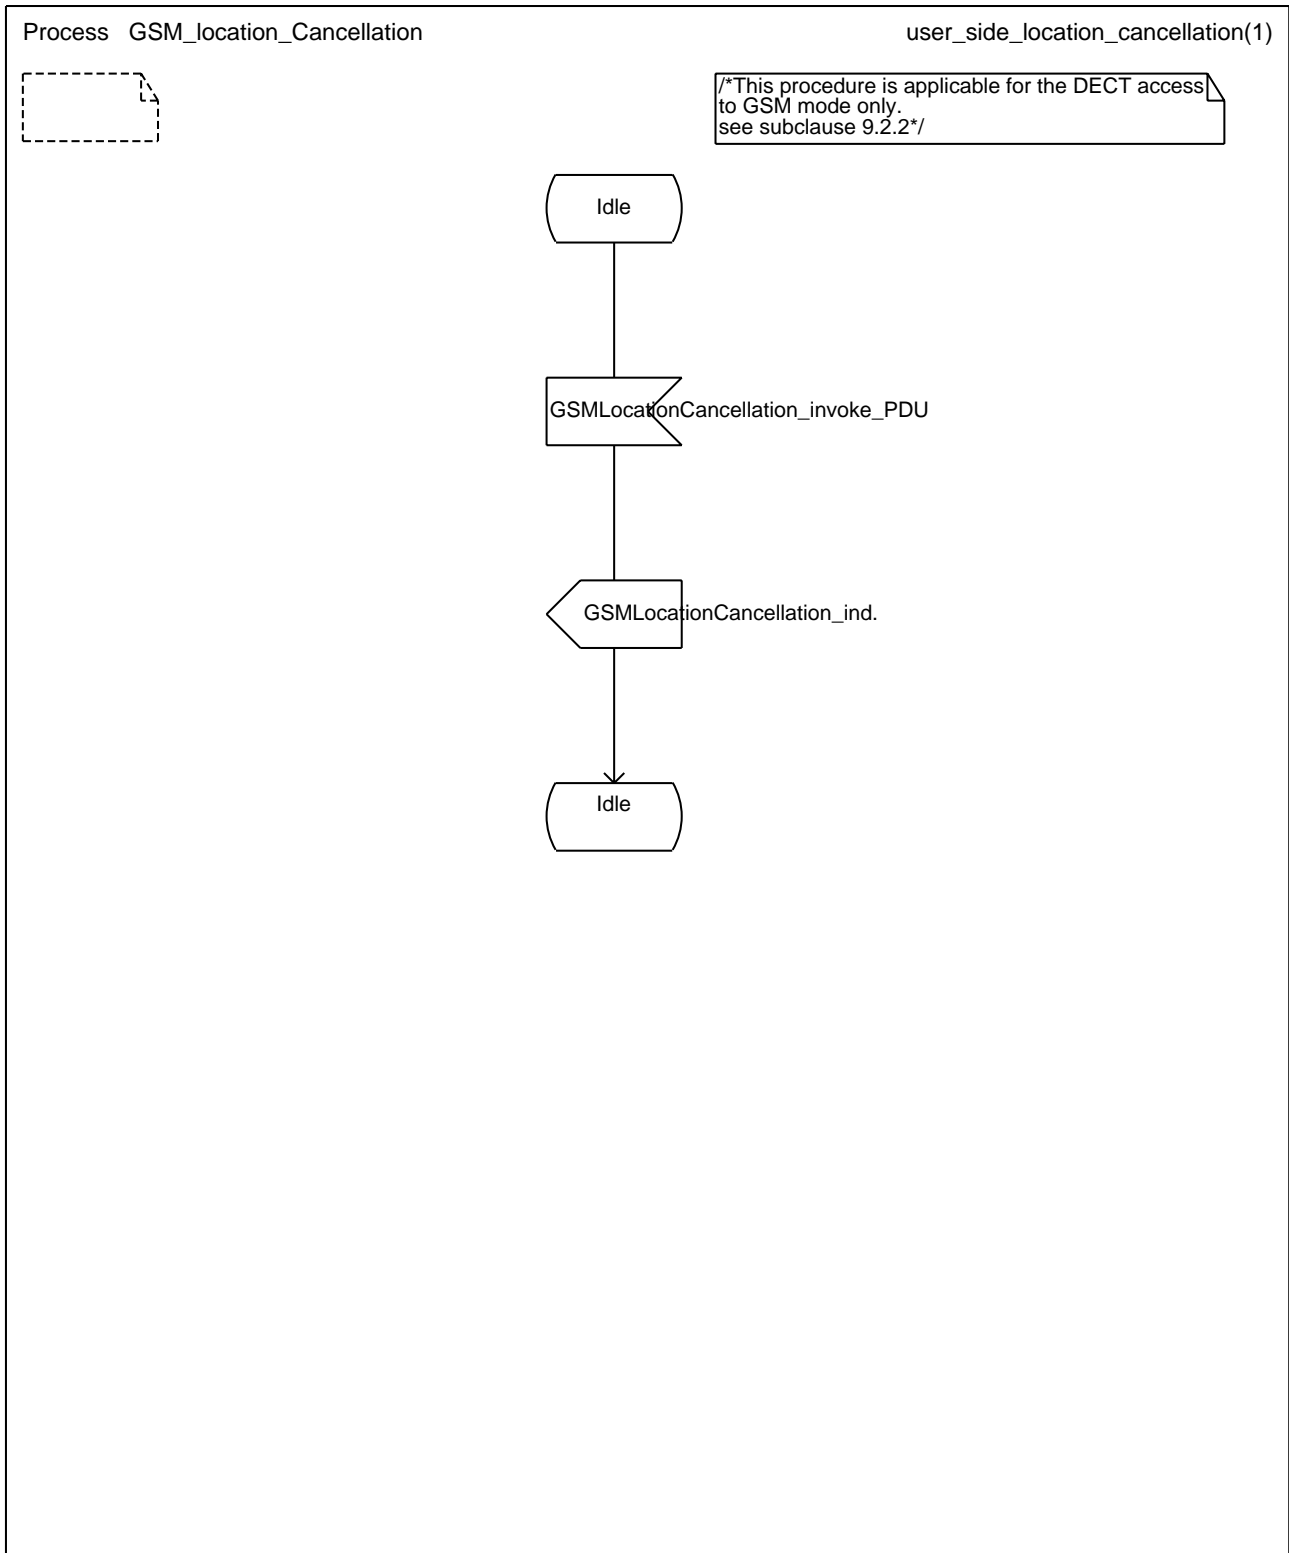 Process GSM_location_Cancellation
user_side_location_cancellation(1)
/*This procedure is applicable for the DECT access
to GSM mode only.
see subclause 9.2.2*/
Idle
GSMLocationCancellation_invoke_PDU
GSMLocationCancellation_ind.
Idle